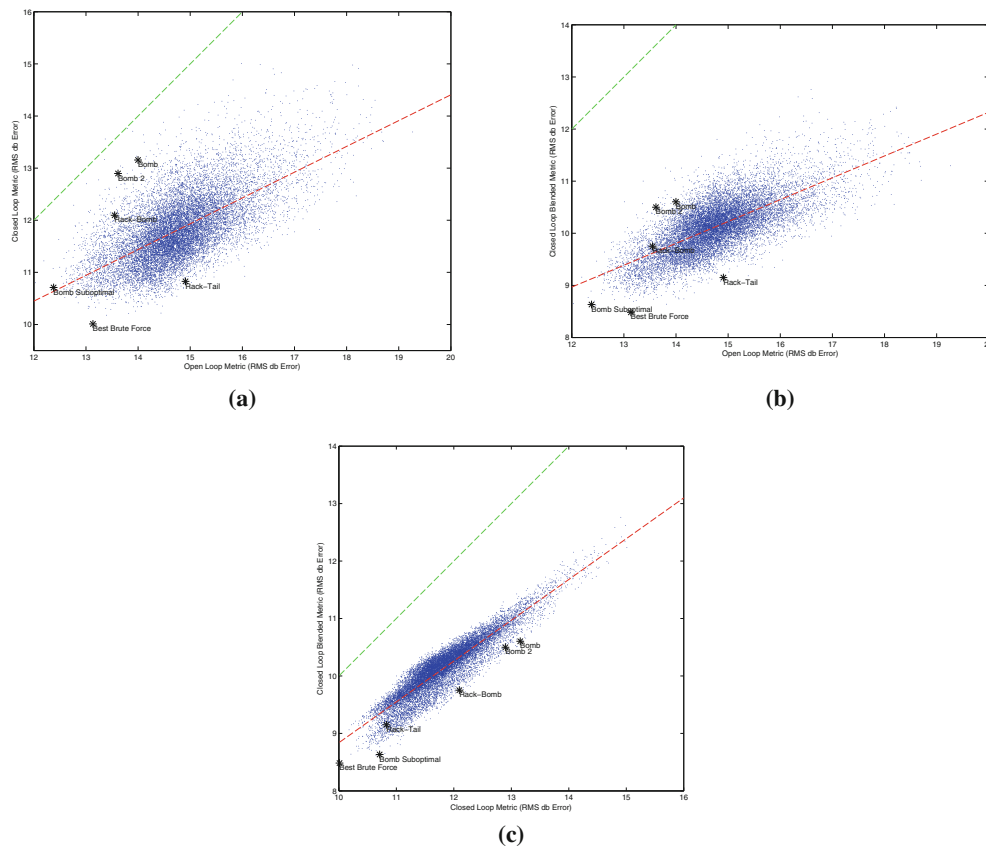 16
15
14
13
12
11
10
Closed Loop Metric (RMS db Error)
Bomb
Bomb 2
Rack-Bomb
Bomb Suboptimal
Rack-Tail
Best Brute Force
12 13 14 15 16 17 18 19 20
Open Loop Metric (RMS db Error)
(a)
14
13
12
11
10
9
8
Closed Loop Blended Metric (RMS db Error)
Bomb
Bomb 2
Rack-Bomb
Rack-Tail
Bomb Suboptimal
Best Brute Force
12 13 14 15 16 17 18 19 20
Open Loop Metric (RMS db Error)
(b)
14
13
12
11
10
9
8
Closed Loop Blended Metric (RMS db Error)
Bomb
Bomb 2
Rack-Bomb
Rack-Tail
Bomb Suboptimal
Best Brute Force
10 11 12 13 14 15 16
Closed Loop Metric (RMS db Error)
(c)